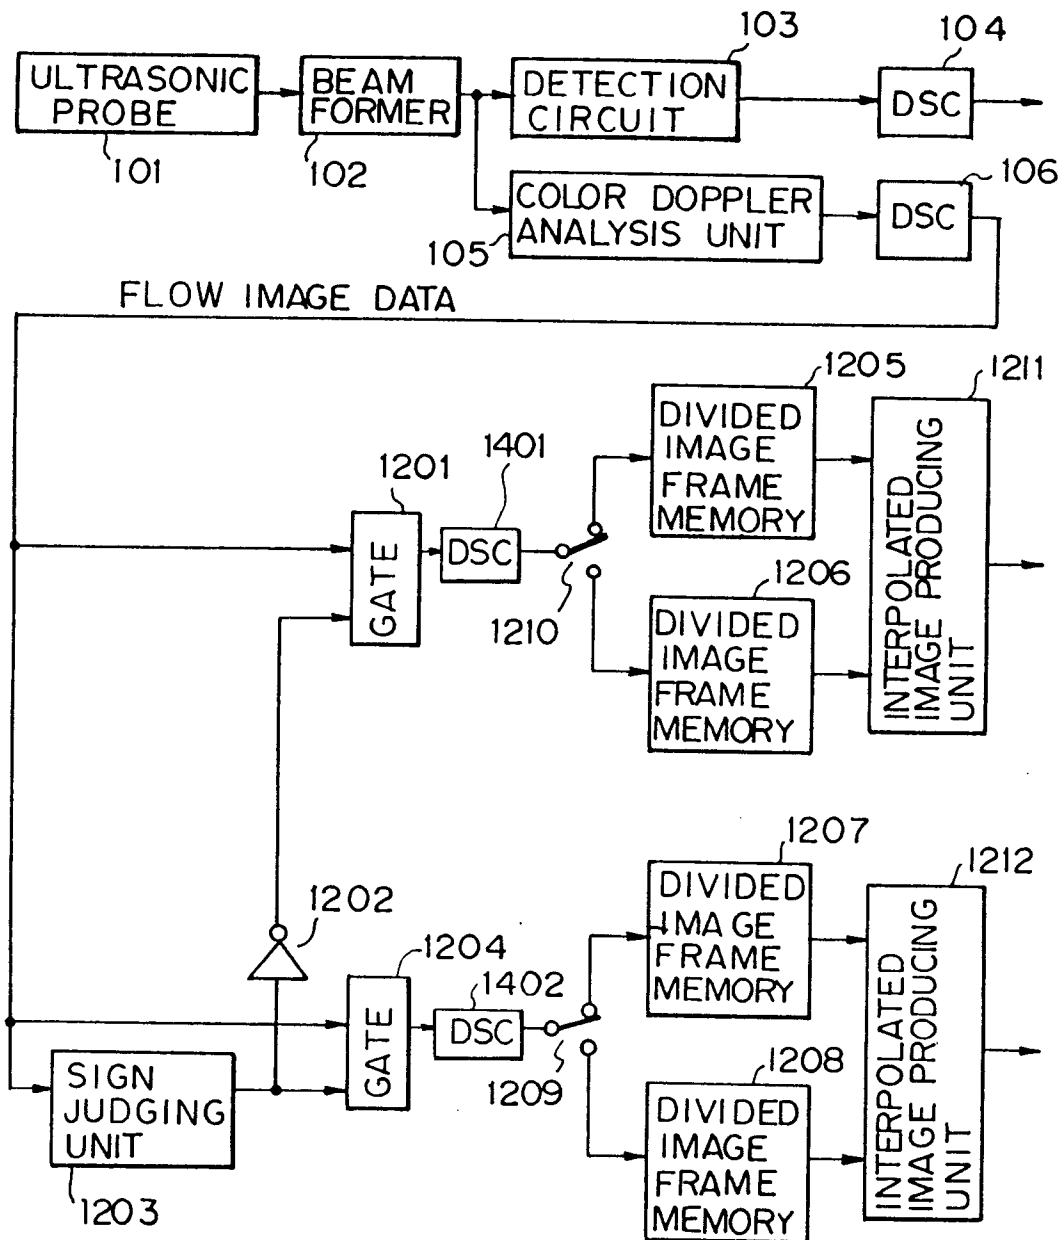 103
104
ULTRASONIC
PROBE
BEAM
FORMER
DETECTION
CIRCUIT
DSC
101
102
106
COLOR DOPPLER
ANALYSIS UNIT
DSC
105
FLOW IMAGE DATA
1205
1211
DIVIDED
IMAGE
FRAME
MEMORY
1401
1201
GATE
DSC
1210
1206
DIVIDED
IMAGE
FRAME
MEMORY
INTERPOLATED
IMAGE PRODUCING
UNIT
1207
1212
DIVIDED
IMAGE
FRAME
MEMORY
1202
1204
1402
GATE
DSC
1209
1208
SIGN
JUDGING
UNIT
DIVIDED
IMAGE
FRAME
MEMORY
INTERPOLATED
IMAGE PRODUCING
UNIT
1203